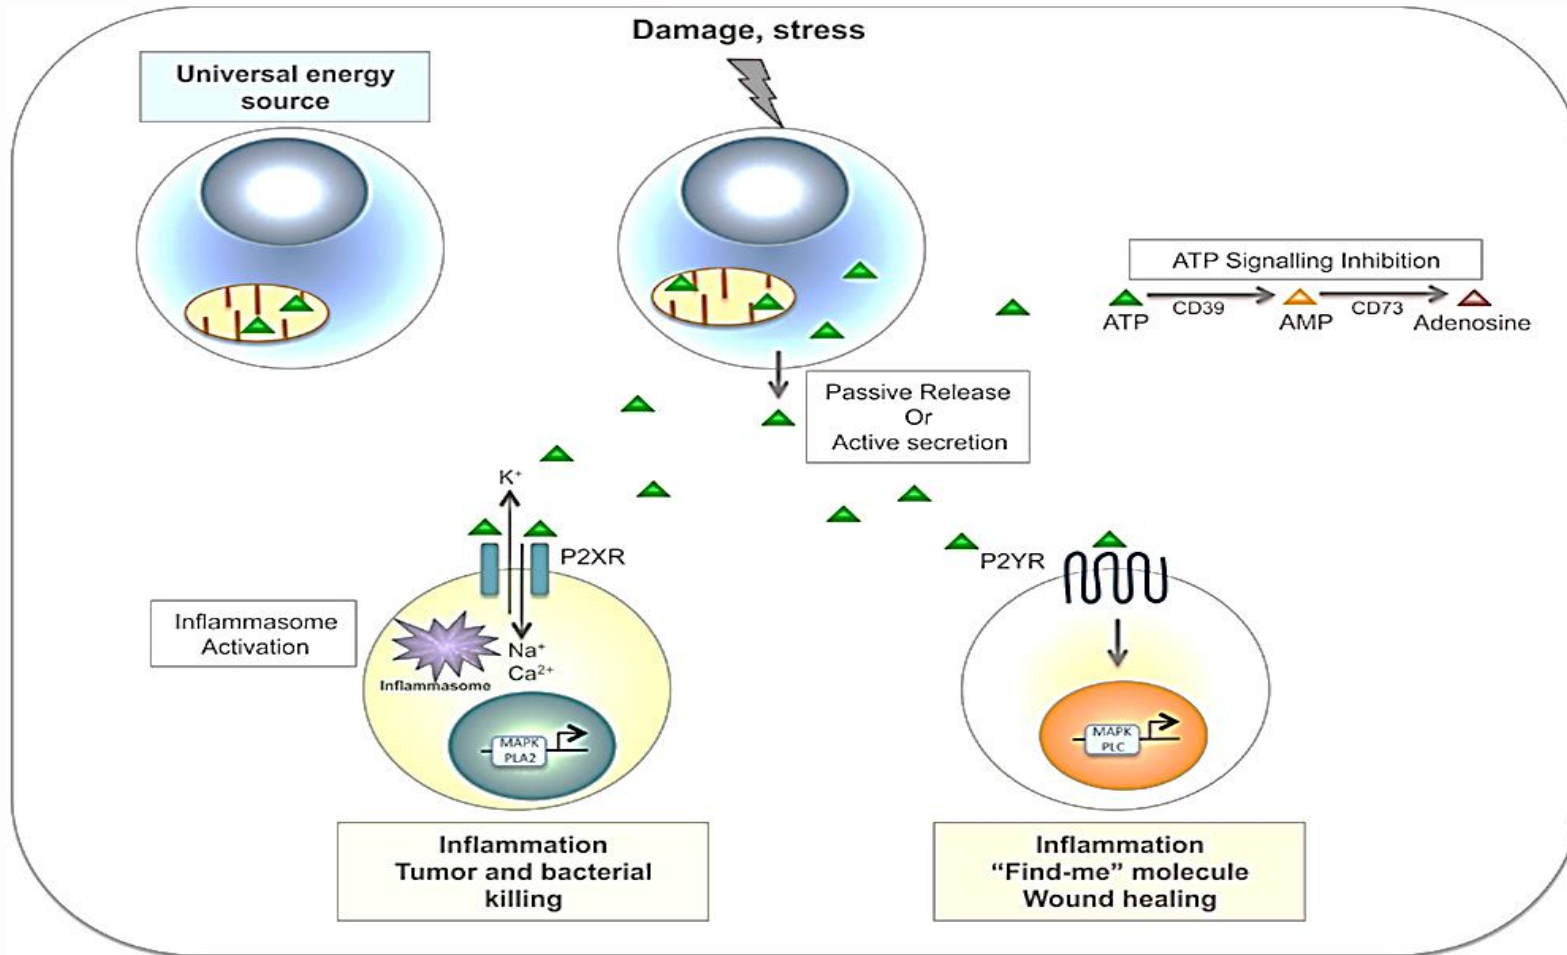 Damage, stress
Universal energy
source
ATP Signalling Inhibition
ATP
CD39
AMP
CD73
Adenosine
Passive Release
Or
Active secretion
K⁺
P2XR
P2YR
Inflammasome
Activation
Na⁺
Ca²⁺
Inflammasome
MAPK
PLA2
MAPK
PLC
Inflammation
Tumor and bacterial
killing
Inflammation
“Find-me” molecule
Wound healing